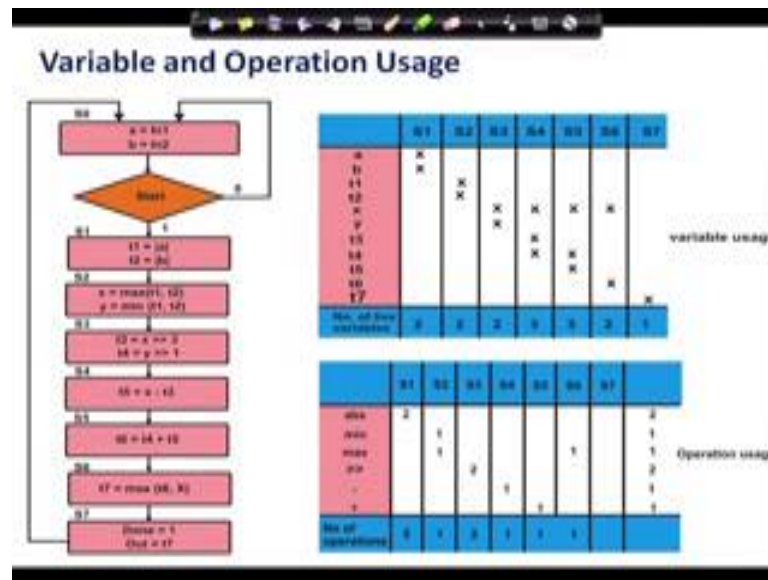 Variable and Operation Usage
S0
a = In1
b = In2
Start
0
1
S1
t1 = |a|
t2 = |b|
S2
x = max(t1, t2)
y = min (t1, t2)
t3 = x >> 3
t4 = y >> 1
S4
t5 = x - t3
S5
t6 = t4 + t5
S6
t7 = max (t6, X)
S7
Done = 1
Out = t7
S1 S2 S3 S4 S5 S6 S7
a X
b X
t1 X
t2 X
x X X X X
y X
t3 X
t4 X X
t5 X
t6 X
t7 X
No. of live variables 2 2 2 3 3 2 1
variable usag
S1 S2 S3 S4 S5 S6 S7
abs 2 2
min 1 1
max 1 1 1
>> 2 2
- 1 1
+ 1 1
No of operations 2 1 1 1
Operation usag